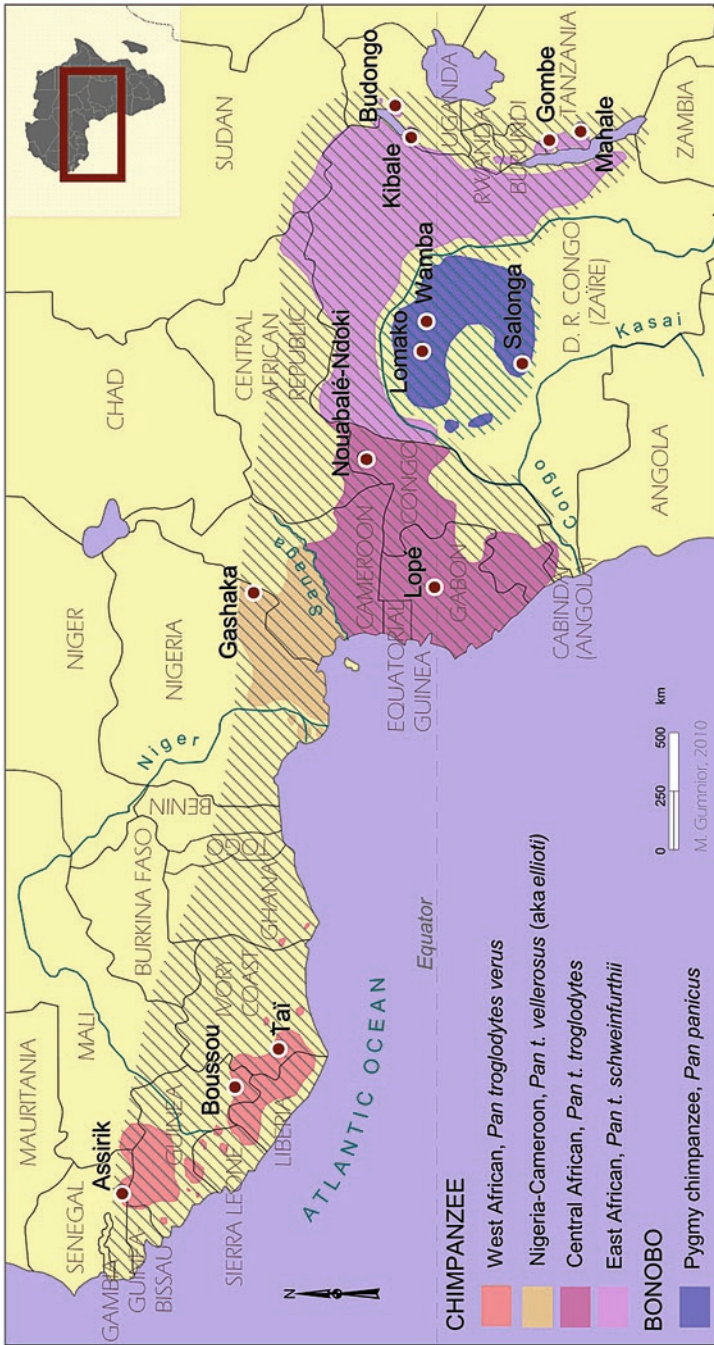 MAURITANIA
SENEGAL
GAMBIA
GUINEA
BISSAU
Assirik
MALI
GUINEA
SIERRA LEONE
Boussou
LIBERIA
Taï
IVORY
COAST
BURKINA FASO
GHANA
TOGO
BENIN
Niger
NIGER
NIGERIA
Gashaka
CHAD
Sanaga
CAMEROON
EQUATORIAL
GUINEA
GABON
Lopé
CONGO
CABINDA
(ANGOLA)
CENTRAL
AFRICAN
REPUBLIC
Nouabalé-Ndoki
SUDAN
Budongo
Kibale
UGANDA
RWANDA
BURUNDI
Gombe
TANZANIA
Mahale
ZAMBIA
Lomako
Wamba
Salonga
D. R. CONGO
(ZAÏRE)
Kasai
Congo
ANGOLA
Equator
ATLANTIC OCEAN
N
0 250 500 km
M. Gumnior, 2010
CHIMPANZEE
West African, Pan troglodytes verus
Nigeria-Cameroon, Pan t. vellerosus (aka ellioti)
Central African, Pan t. troglodytes
East African, Pan t. schweinfurthii
BONOBO
Pygmy chimpanzee, Pan panicus